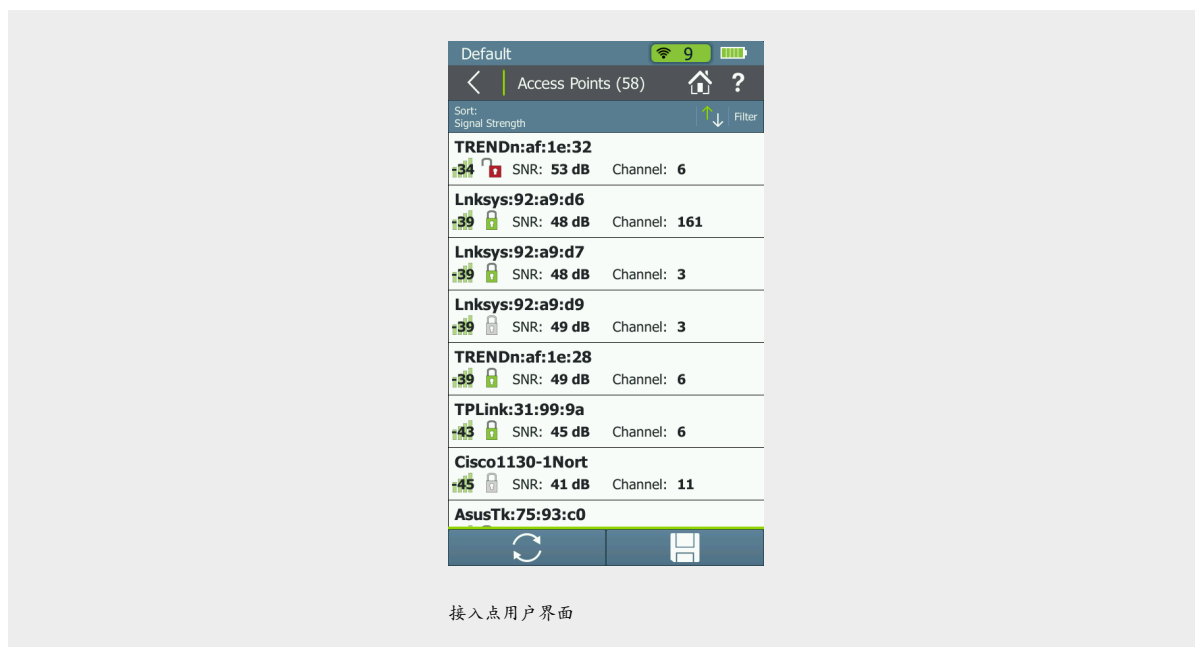 Default
9
Access Points (58)
?
Sort:
Signal Strength
Filter
TRENDn:af:1e:32
-34 SNR: 53 dB Channel: 6
Lnksys:92:a9:d6
-39 SNR: 48 dB Channel: 161
Lnksys:92:a9:d7
-39 SNR: 48 dB Channel: 3
Lnksys:92:a9:d9
-39 SNR: 49 dB Channel: 3
TRENDn:af:1e:28
-39 SNR: 49 dB Channel: 6
TPLink:31:99:9a
-43 SNR: 45 dB Channel: 6
Cisco1130-1Nort
-45 SNR: 41 dB Channel: 11
AsusTk:75:93:c0
接入点用户界面